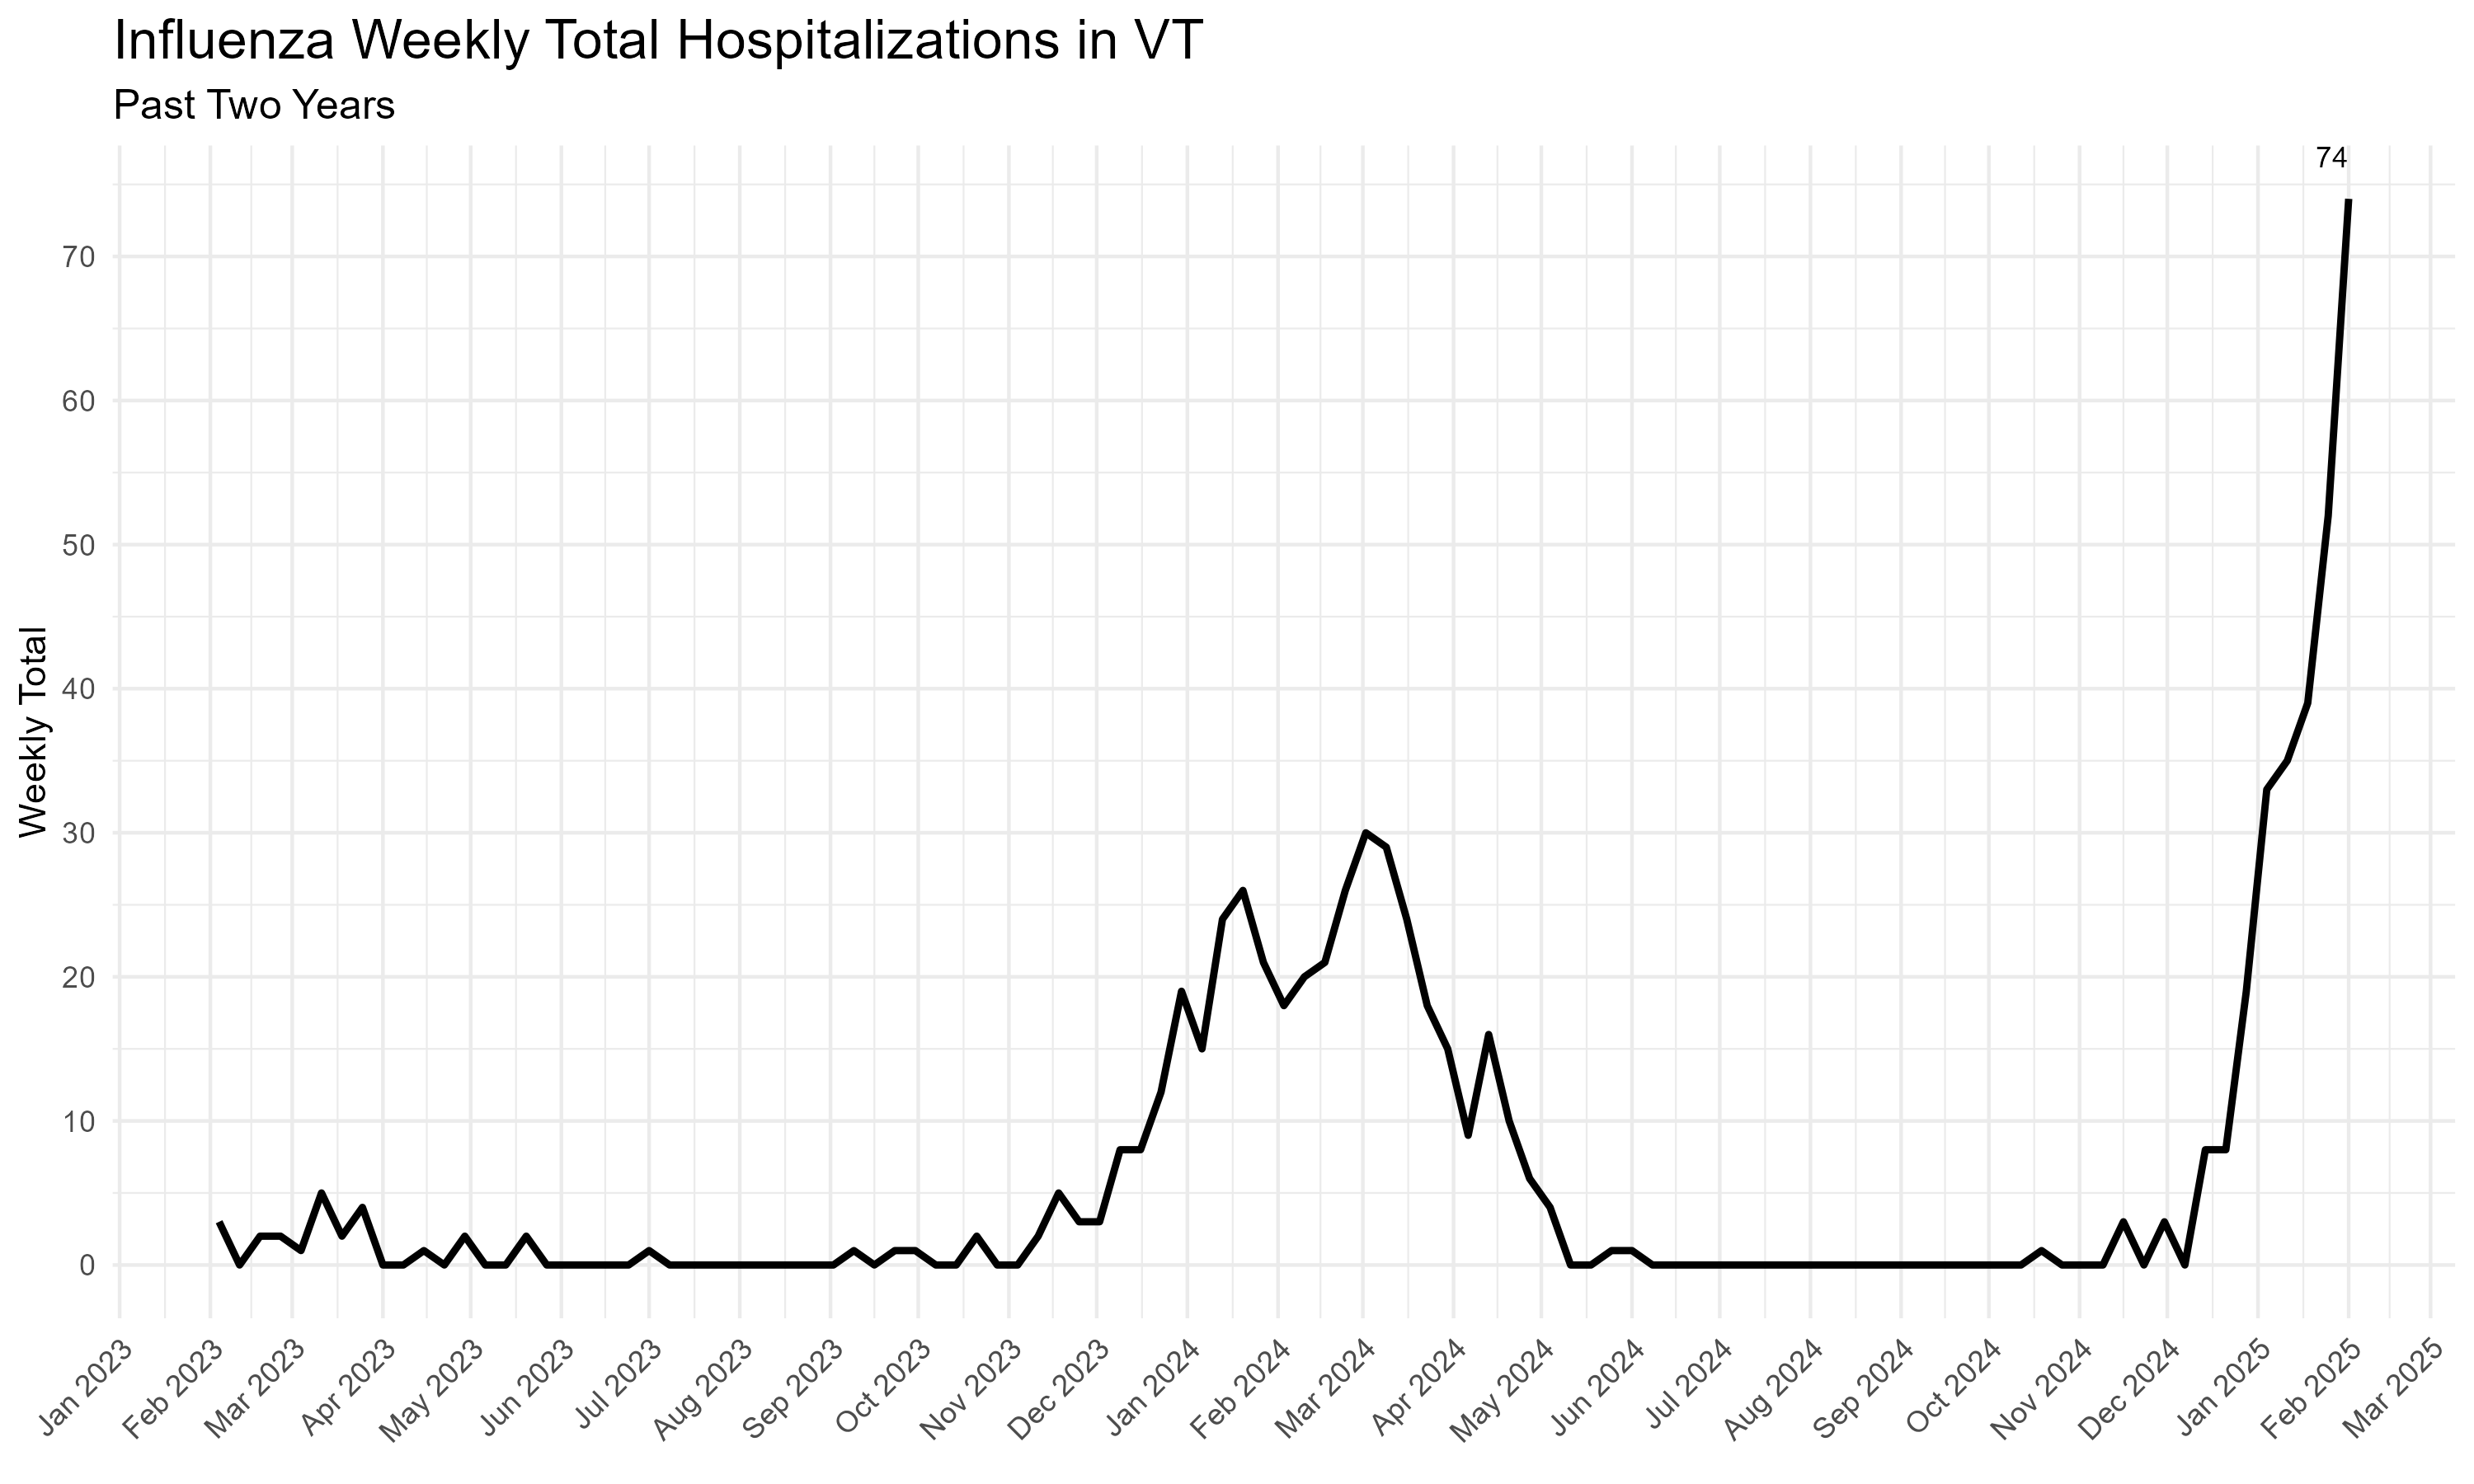 Influenza Weekly Total Hospitalizations in VT
Past Two Years
74
Weekly Total
70
60
50
40
30
20
10
0
Jan 2023
Feb 2023
Mar 2023
Apr 2023
May 2023
Jun 2023
Jul 2023
Aug 2023
Sep 2023
Oct 2023
Nov 2023
Dec 2023
Jan 2024
Feb 2024
Mar 2024
Apr 2024
May 2024
Jun 2024
Jul 2024
Aug 2024
Sep 2024
Oct 2024
Nov 2024
Dec 2024
Jan 2025
Feb 2025
Mar 2025